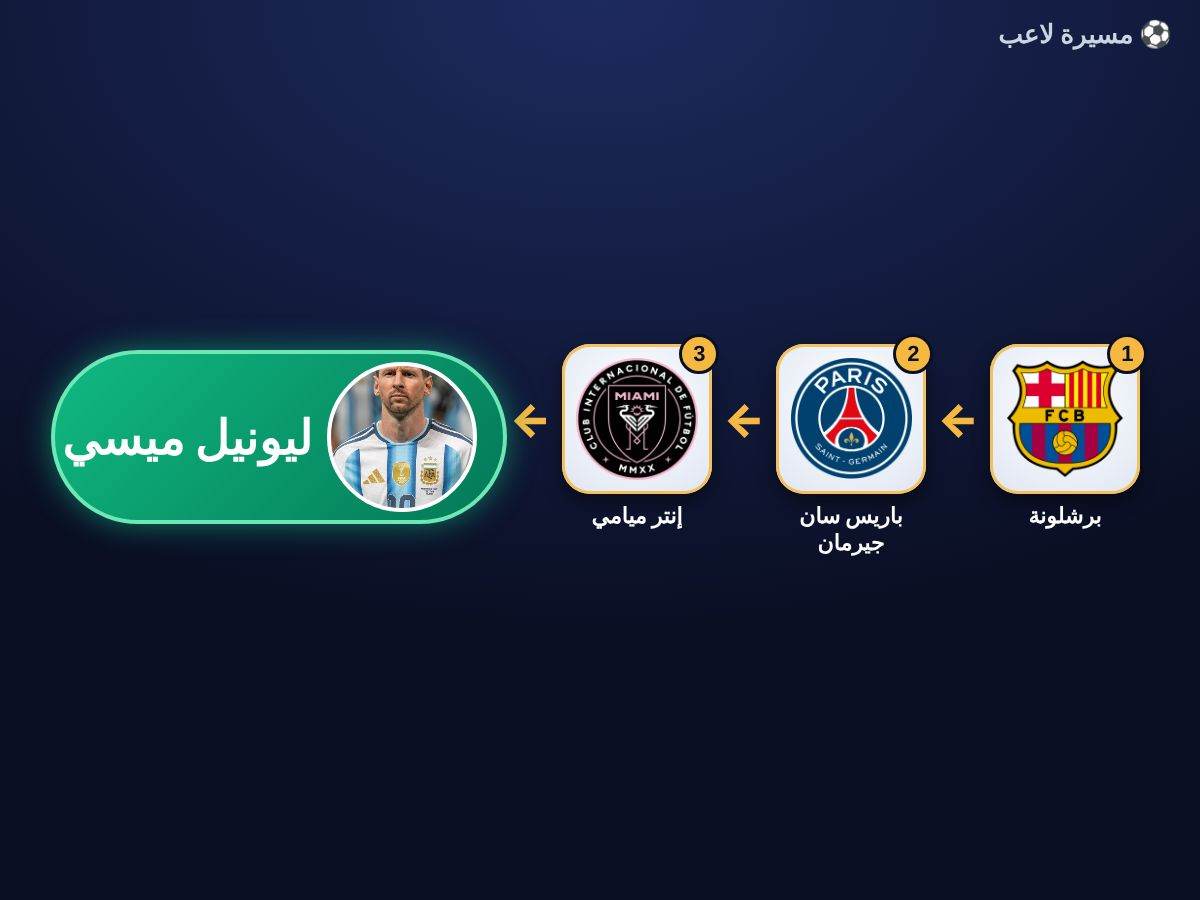 ⚽ مسيرة لاعب
1
FCB
برشلونة
2
PARIS
SAINT - GERMAIN
باريس سان
جيرمان
3
CLUB INTERNACIONAL DE FÚTBOL
MIAMI
MMXX
إنتر ميامي
ليونيل ميسي
10